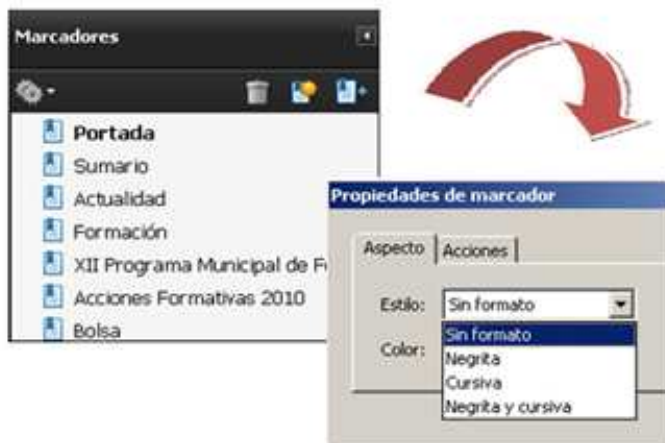 Marcadores
Portada
Sumario
Actualidad
Formación
XII Programa Municipal de
Acciones Formativas 2010
Bolsa
Propiedades de marcador
Aspecto
Acciones
Estilo:
Sin formato
Color:
Sin formato
Negrita
Cursiva
Negrita y cursiva